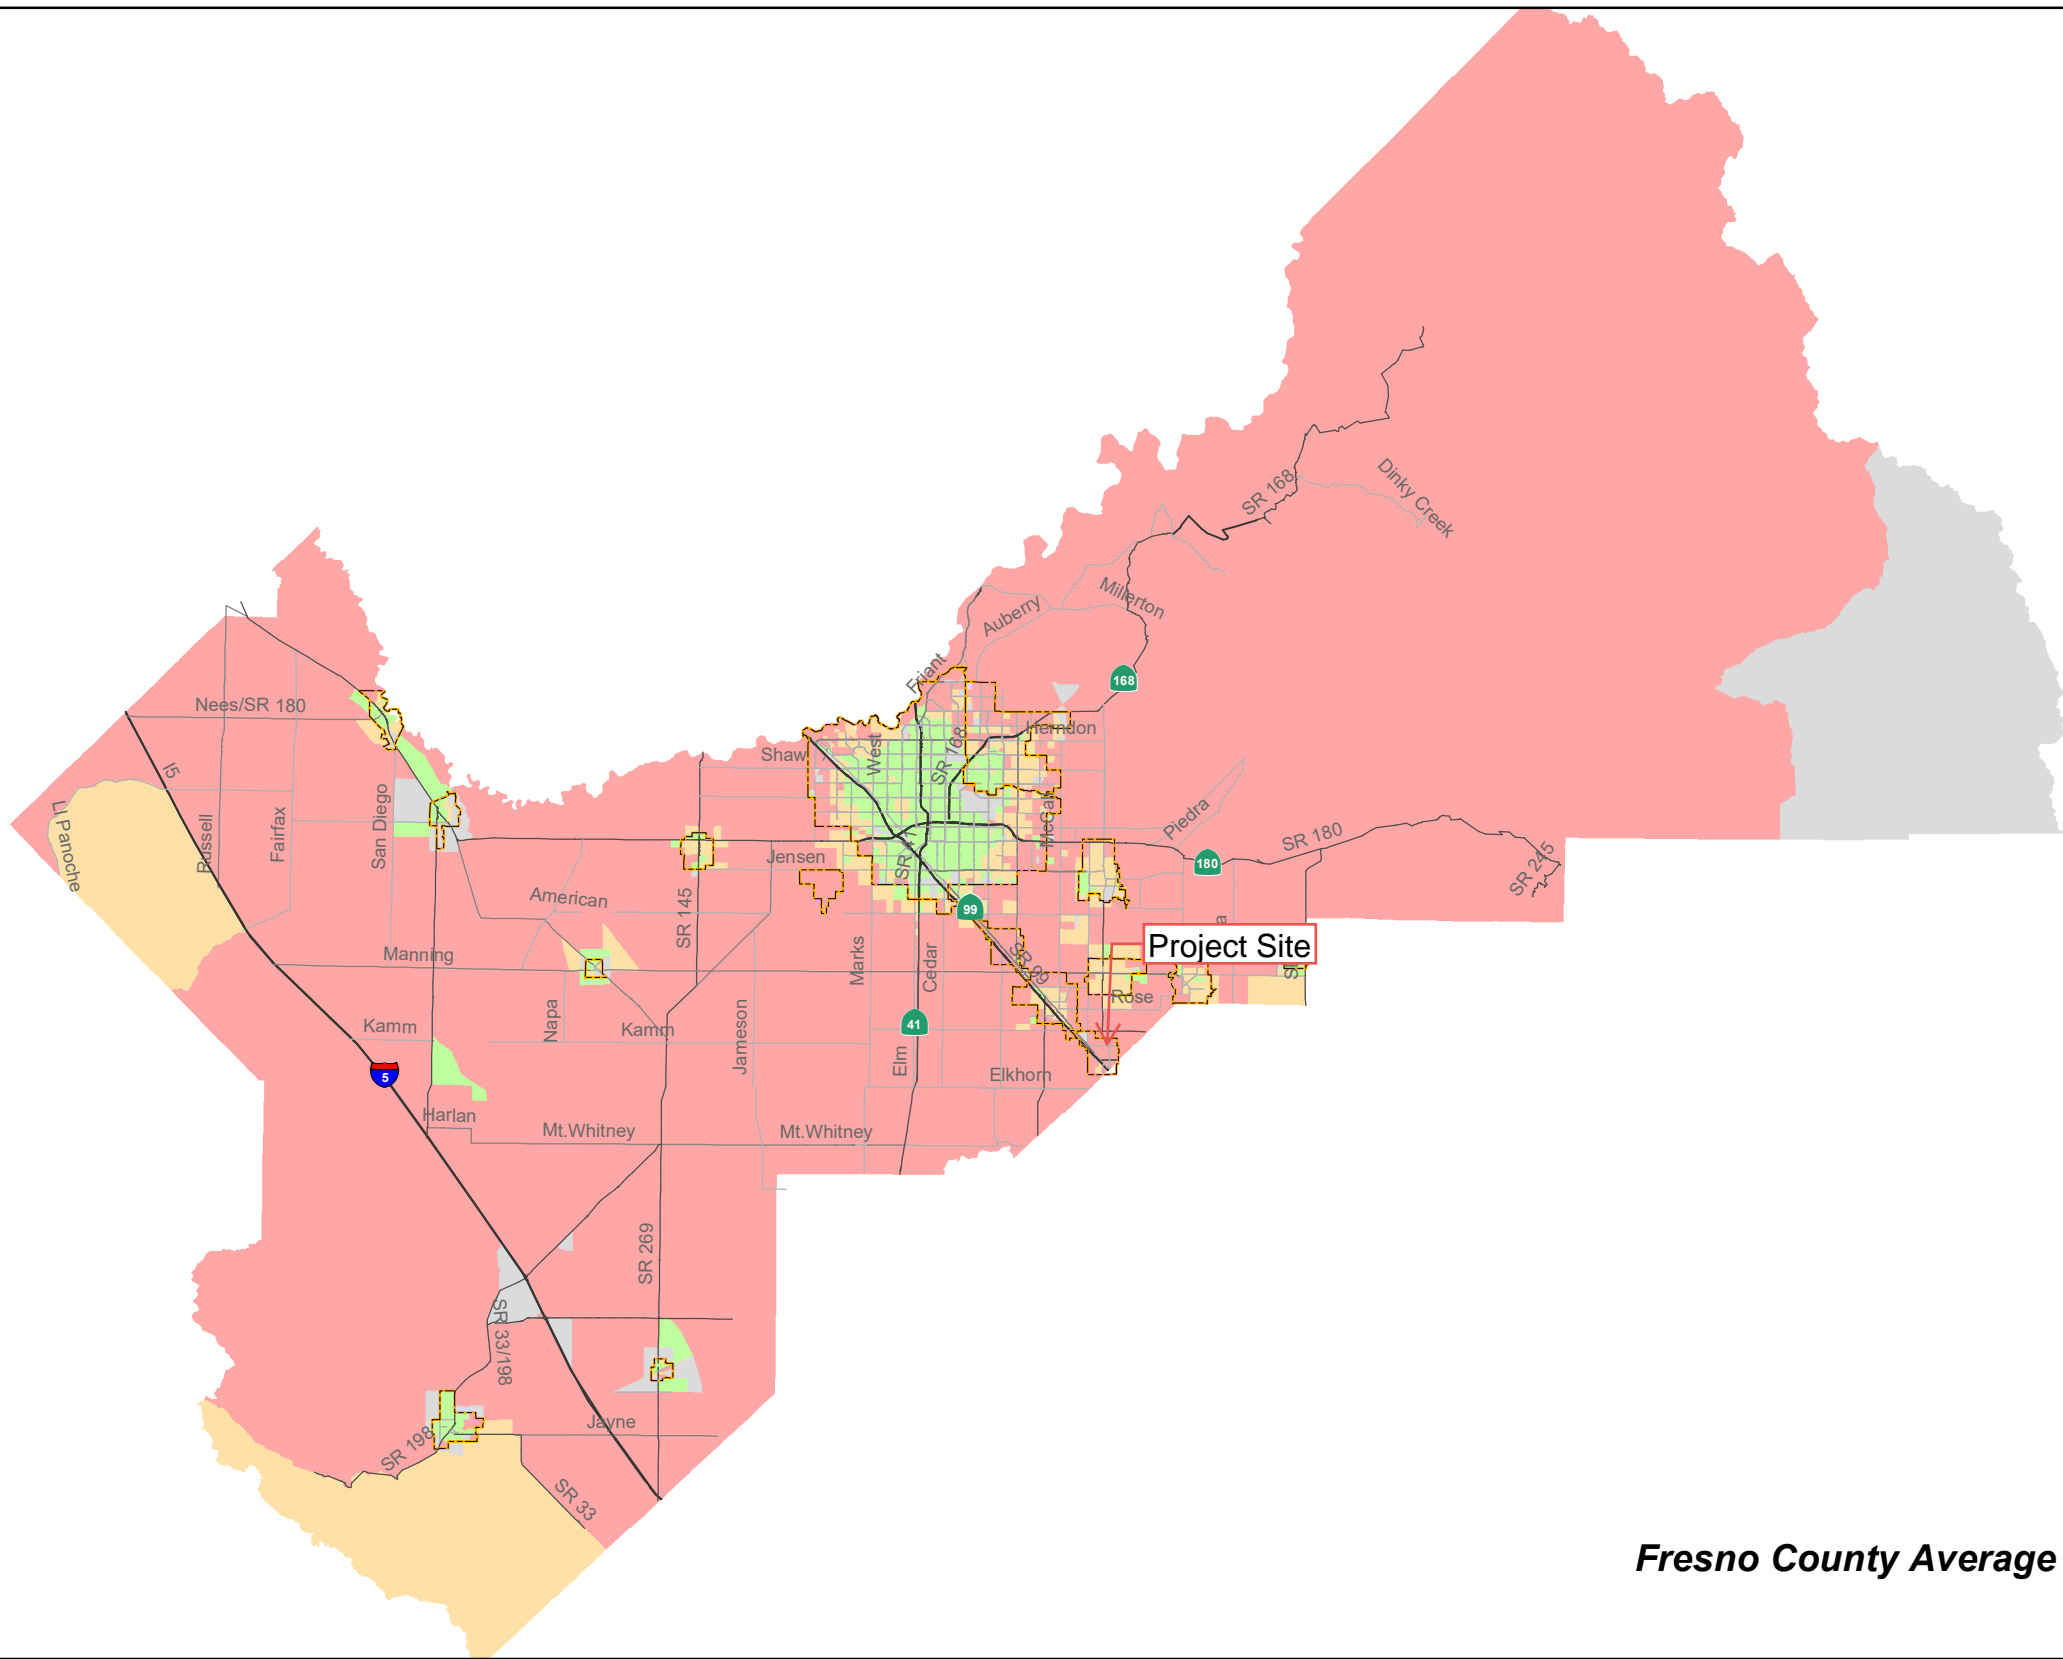 SR 168
Dinky Creek
Millerton
Auberry
Friant
168
Nees/SR 180
Herndon
Shaw
West
SR 168
I5
Ll Panoche
Russell
Fairfax
San Diego
McCall
Piedra
SR 180
SR 245
Jensen
SR 41
180
American
SR 145
99
a
Project Site
Manning
Marks
Cedar
SR 99
Rose
Napa
Kamm
Kamm
Jameson
41
Elm
Elkhorn
5
Harlan
Mt.Whitney
Mt.Whitney
SR 269
SR 33/198
Jayne
SR 198
SR 33
Fresno County Average